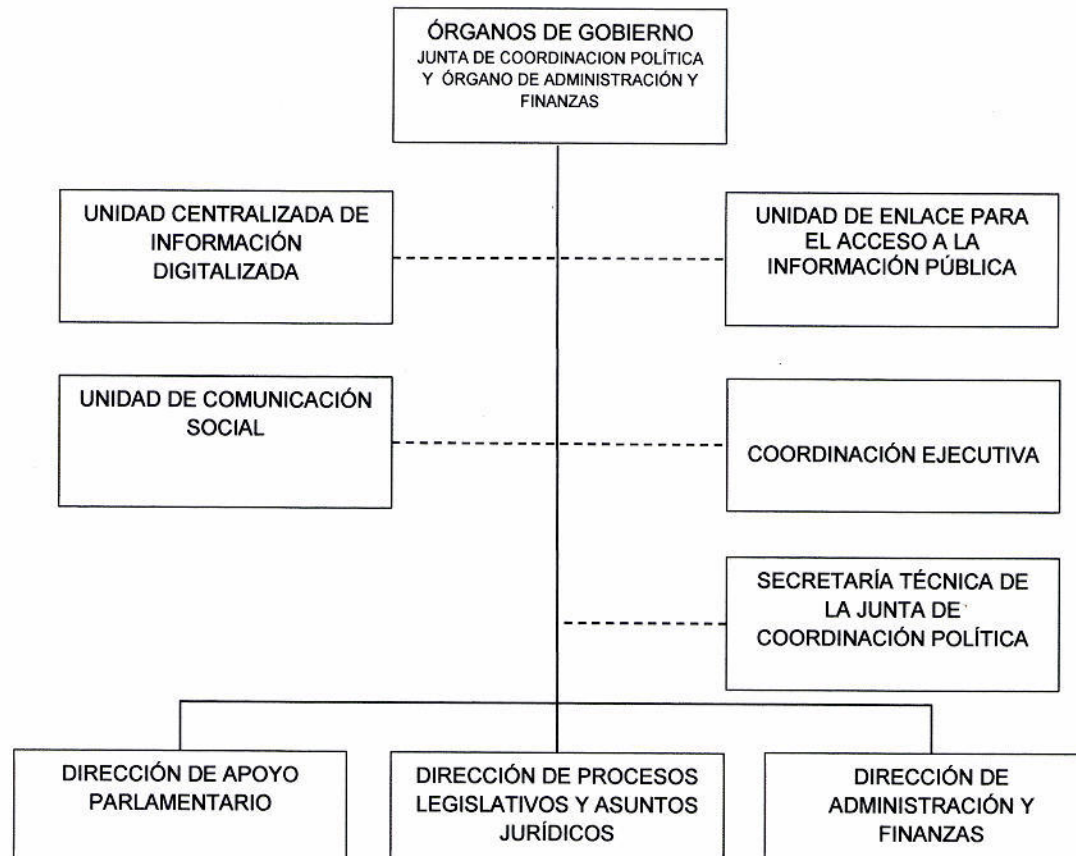 ÓRGANOS DE GOBIERNO
JUNTA DE COORDINACION POLÍTICA
Y ÓRGANO DE ADMINISTRACIÓN Y
FINANZAS
UNIDAD CENTRALIZADA DE
INFORMACIÓN
DIGITALIZADA
UNIDAD DE ENLACE PARA
EL ACCESO A LA
INFORMACIÓN PÚBLICA
UNIDAD DE COMUNICACIÓN
SOCIAL
COORDINACIÓN EJECUTIVA
SECRETARÍA TÉCNICA DE
LA JUNTA DE
COORDINACIÓN POLÍTICA
DIRECCIÓN DE APOYO
PARLAMENTARIO
DIRECCIÓN DE PROCESOS
LEGISLATIVOS Y ASUNTOS
JURÍDICOS
DIRECCIÓN DE
ADMINISTRACIÓN Y
FINANZAS